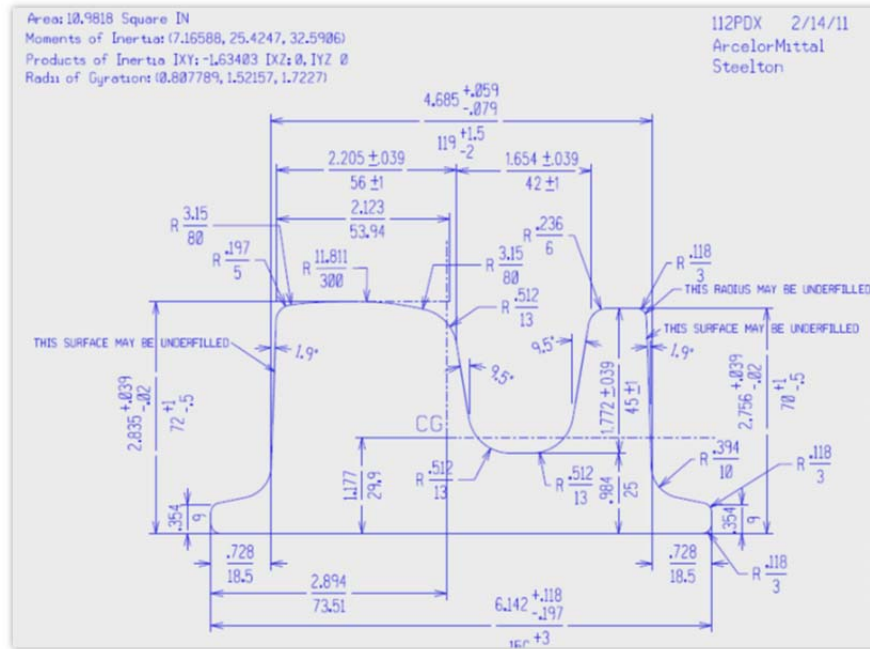 Area: 10.9818 Square IN
Moments of Inertia: (7.16588, 25.4247, 32.5906)
Products of Inertia IXY: -1.63403 IXZ: 0, IYZ 0
Radii of Gyration: (0.807789, 1.52157, 1.7227)
112PDX 2/14/11
ArcelorMittal
Steelton
4.685 +.059 -.079
119 +1.5 -2
2.205 ±.039
56 ±1
1.654 ±.039
42 ±1
2.123
53.94
R 3.15
80
R .197
5
R 11.811
300
R 3.15
80
R .236
6
R .118
3
R .512
13
THIS RADIUS MAY BE UNDERFILLED
THIS SURFACE MAY BE UNDERFILLED
THIS SURFACE MAY BE UNDERFILLED
1.9°
9.5°
9.5°
1.9°
2.835 +.039 -.02
72 +1 -.5
1.772 ±.039
45 ±1
2.756 +.039 -.02
70 +1 -.5
CG
R .512
13
R .512
13
R .394
10
R .118
3
1.177
29.9
.984
25
.354
9
.354
9
.728
18.5
.728
18.5
R .118
3
2.894
73.51
6.142 +.118 -.197
+3